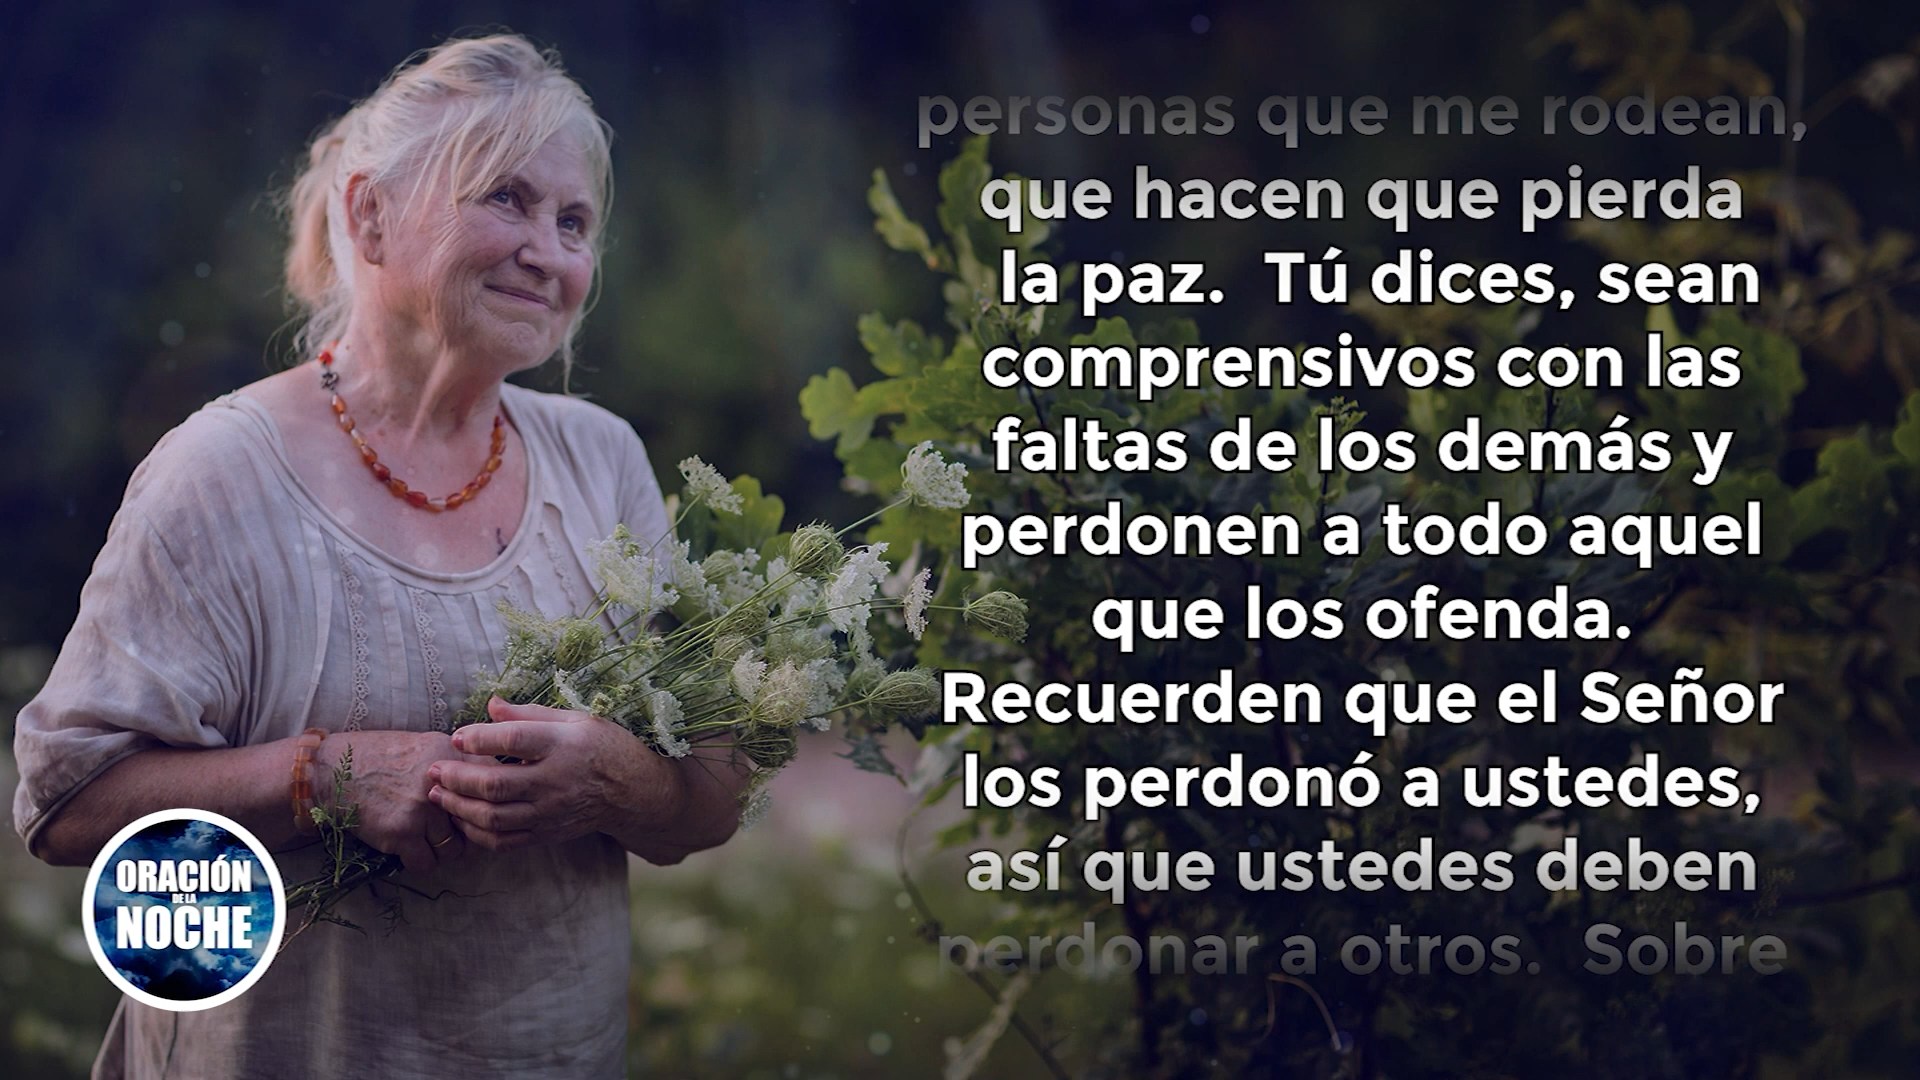 personas que me rodean,
que hacen que pierda
la paz.  Tú dices, sean
comprensivos con las
faltas de los demás y
perdonen a todo aquel
que los ofenda.
Recuerden que el Señor
los perdonó a ustedes,
así que ustedes deben
perdonar a otros.  Sobre
ORACIÓN
DE LA
NOCHE